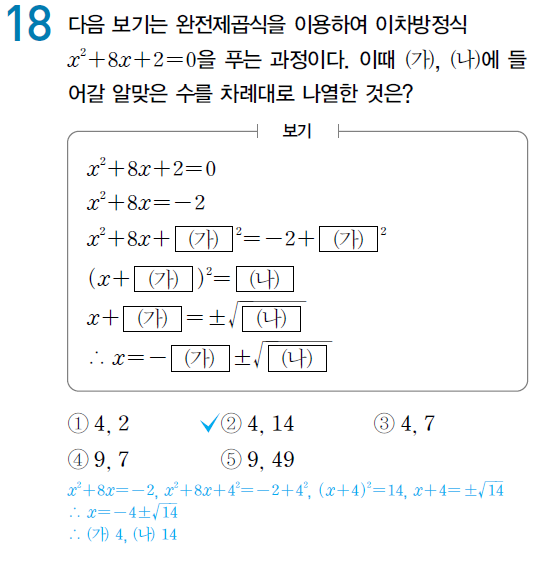 18 다음 보기는 완전제곱식을 이용하여 이차방정식
x²+8x+2=0을 푸는 과정이다. 이때 (가), (나)에 들
어갈 알맞은 수를 차례대로 나열한 것은?
보기
x²+8x+2=0
x²+8x=-2
x²+8x+(가)²=-2+(가)²
(x+(가))²=(나)
x+(가)=±√(나)
∴ x=-(가)±√(나)
① 4, 2 ② 4, 14 ③ 4, 7
④ 9, 7 ⑤ 9, 49
x²+8x=-2, x²+8x+4²=-2+4², (x+4)²=14, x+4=±√14
∴ x=-4±√14
∴ (가) 4, (나) 14